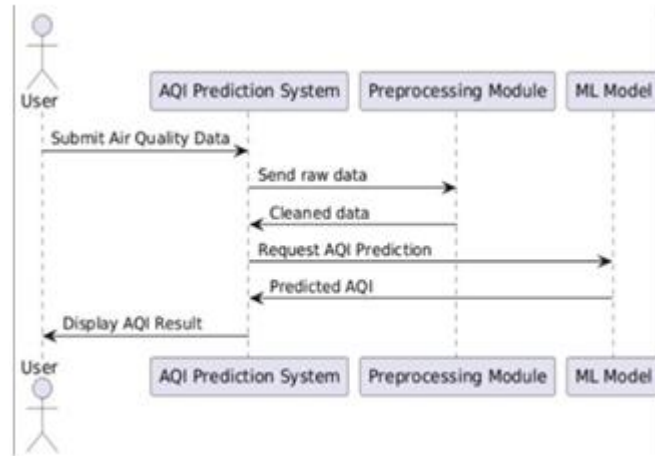 User
AQI Prediction System Preprocessing Module ML Model
Submit Air Quality Data
Send raw data
Cleaned data
Request AQI Prediction
Predicted AQI
Display AQI Result
User
AQI Prediction System Preprocessing Module ML Model